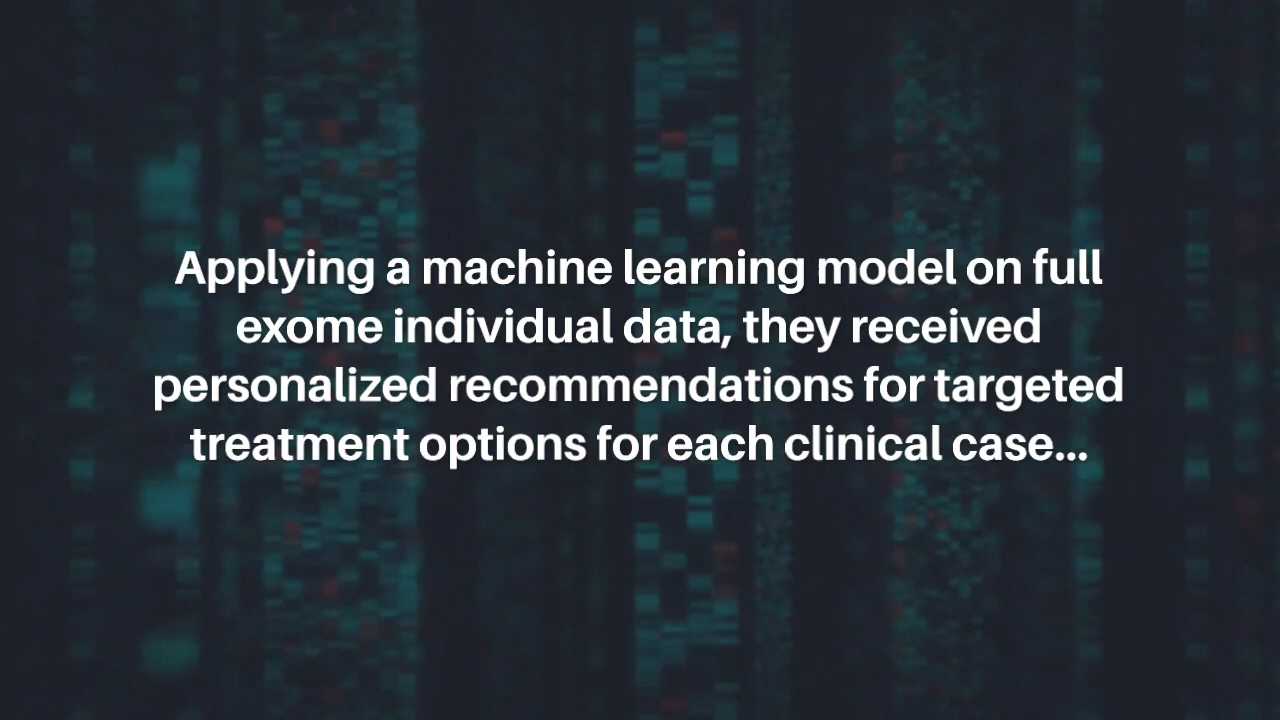 Applying a machine learning model on full
exome individual data, they received
personalized recommendations for targeted
treatment options for each clinical case...